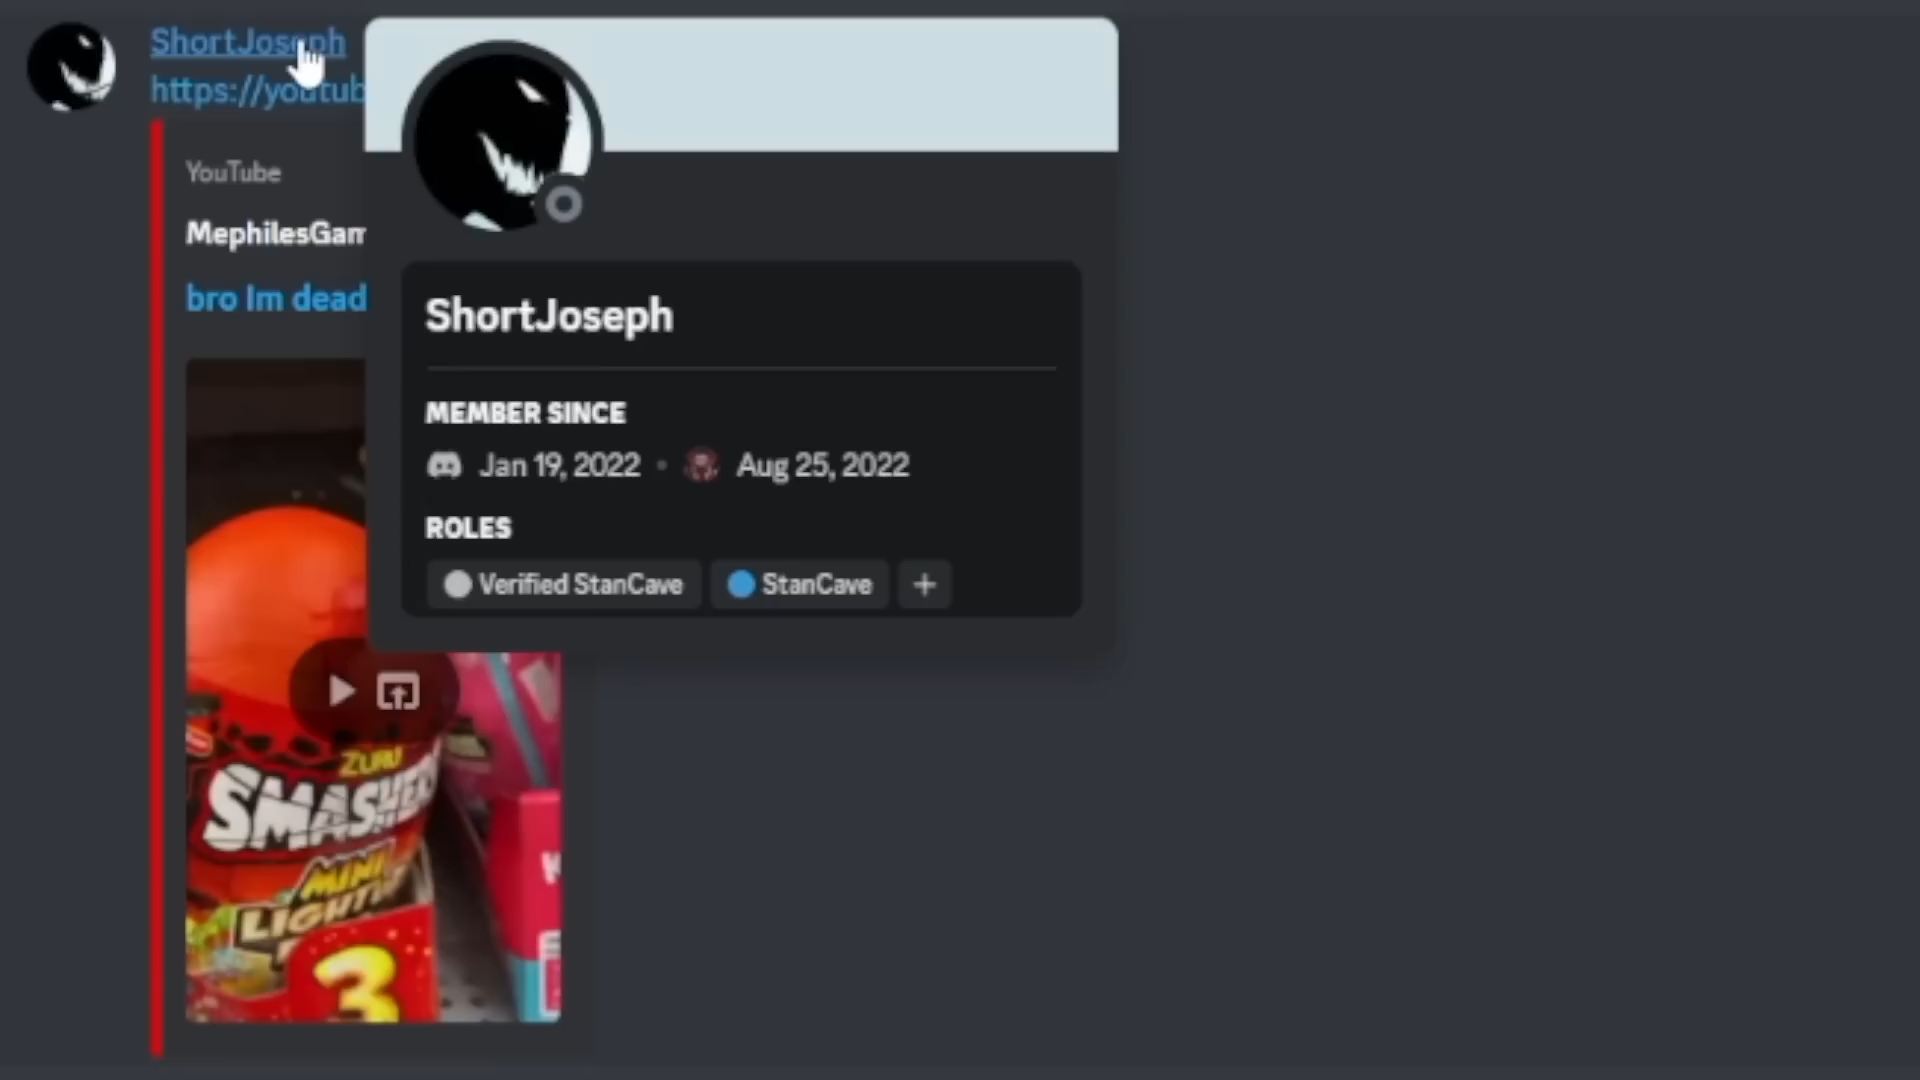 ShortJoseph
https://youtub
YouTube
MephilesGam
bro Im dead
ShortJoseph
MEMBER SINCE
Jan 19, 2022 • Aug 25, 2022
ROLES
Verified StanCave
StanCave
+
ZURU
SMASHERS
MINI
LIGHT
3